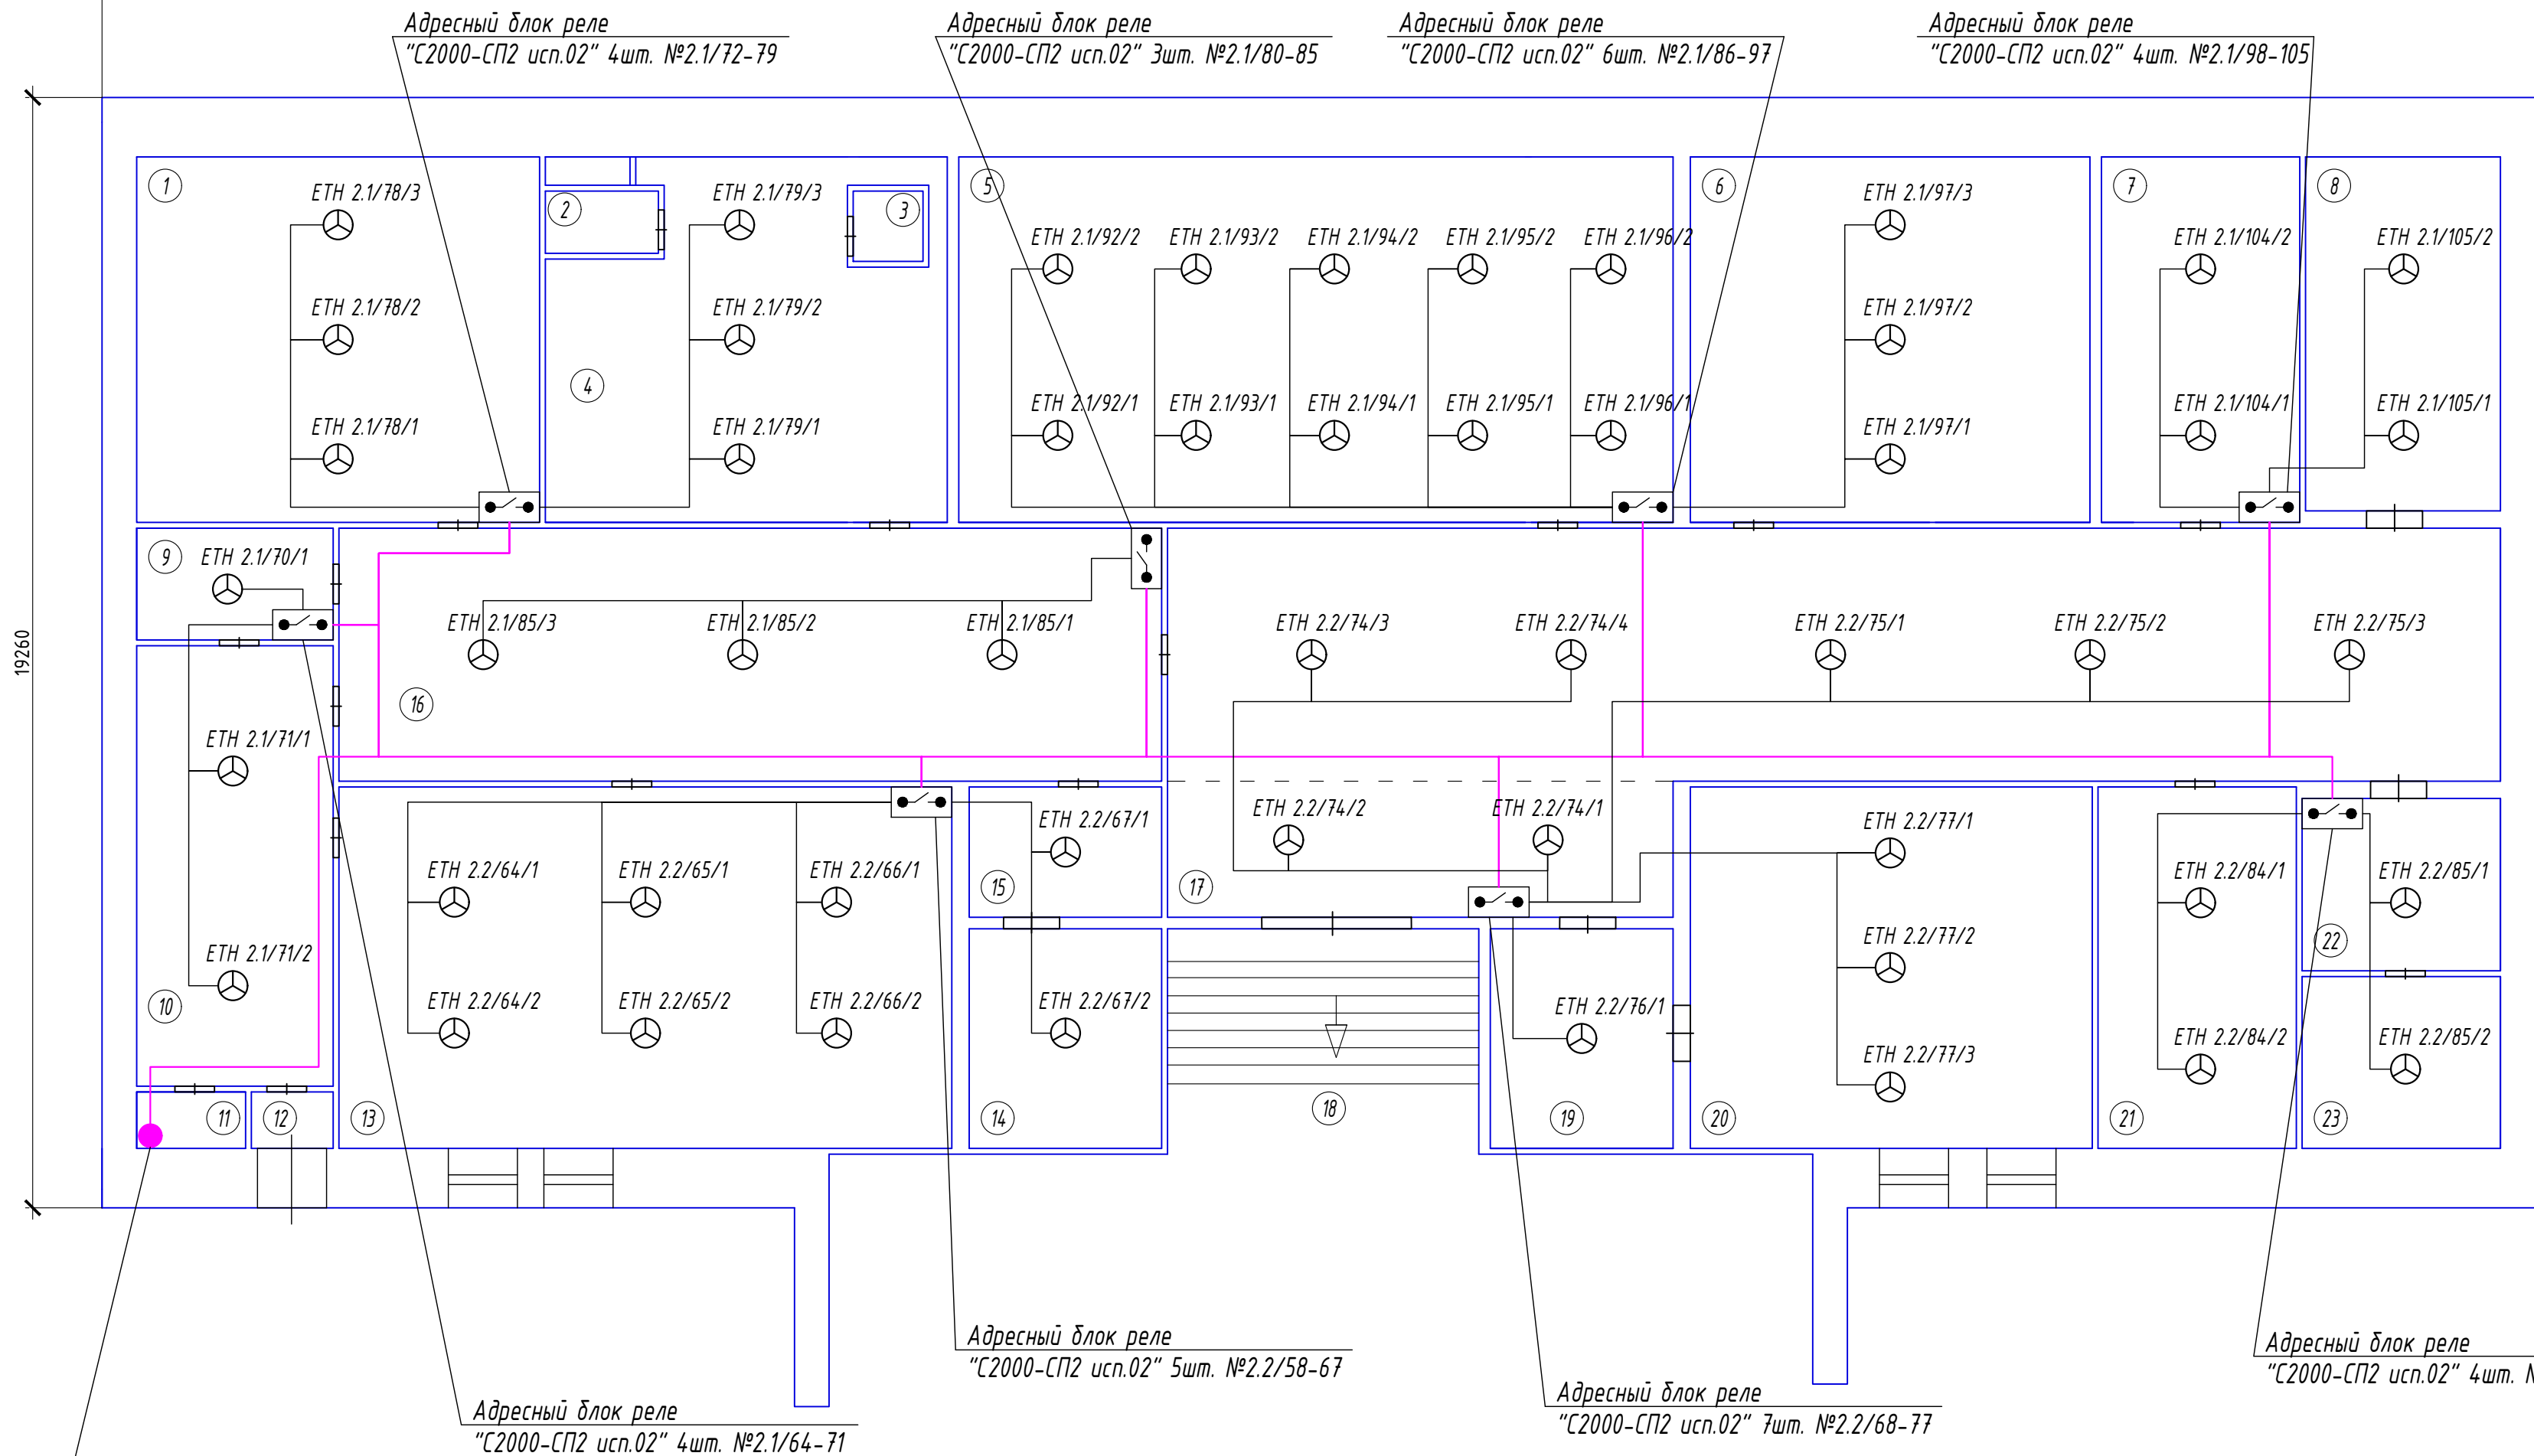 Адресный блок реле
"С2000-СП2 исп.02" 4шт. №2.1/72-79
Адресный блок реле
"С2000-СП2 исп.02" 3шт. №2.1/80-85
Адресный блок реле
"С2000-СП2 исп.02" 6шт. №2.1/86-97
Адресный блок реле
"С2000-СП2 исп.02" 4шт. №2.1/98-105
1
ЕТН 2.1/78/3
2
ЕТН 2.1/79/3
3
5
6
ЕТН 2.1/97/3
7
8
ЕТН 2.1/92/2
ЕТН 2.1/93/2
ЕТН 2.1/94/2
ЕТН 2.1/95/2
ЕТН 2.1/96/2
ЕТН 2.1/104/2
ЕТН 2.1/105/2
ЕТН 2.1/78/2
ЕТН 2.1/79/2
ЕТН 2.1/97/2
4
ЕТН 2.1/78/1
ЕТН 2.1/79/1
ЕТН 2.1/92/1
ЕТН 2.1/93/1
ЕТН 2.1/94/1
ЕТН 2.1/95/1
ЕТН 2.1/96/1
ЕТН 2.1/97/1
ЕТН 2.1/104/1
ЕТН 2.1/105/1
9
ЕТН 2.1/70/1
19260
ЕТН 2.1/85/3
ЕТН 2.1/85/2
ЕТН 2.1/85/1
ЕТН 2.2/74/3
ЕТН 2.2/74/4
ЕТН 2.2/75/1
ЕТН 2.2/75/2
ЕТН 2.2/75/3
16
ЕТН 2.1/71/1
ЕТН 2.2/67/1
ЕТН 2.2/74/2
ЕТН 2.2/74/1
ЕТН 2.2/77/1
ЕТН 2.2/64/1
ЕТН 2.2/65/1
ЕТН 2.2/66/1
15
17
ЕТН 2.2/84/1
ЕТН 2.2/85/1
ЕТН 2.1/71/2
ЕТН 2.2/77/2
22
10
ЕТН 2.2/64/2
ЕТН 2.2/65/2
ЕТН 2.2/66/2
ЕТН 2.2/67/2
ЕТН 2.2/76/1
ЕТН 2.2/77/3
ЕТН 2.2/84/2
ЕТН 2.2/85/2
11
12
13
14
18
19
20
21
23
Адресный блок реле
"С2000-СП2 исп.02" 5шт. №2.2/58-67
Адресный блок реле
"С2000-СП2 исп.02" 4шт.
Адресный блок реле
"С2000-СП2 исп.02" 7шт. №2.2/68-77
Адресный блок реле
"С2000-СП2 исп.02" 4шт. №2.1/64-71